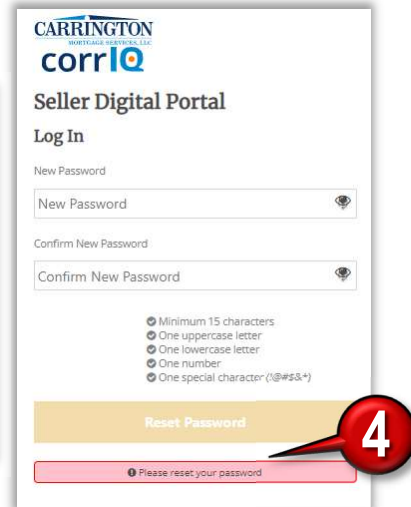 CARRINGTON
MORTGAGE SERVICES, LLC
corrIQ
Seller Digital Portal
Log In
New Password
New Password
Confirm New Password
Confirm New Password
Minimum 15 characters
One uppercase letter
One lowercase letter
One number
One special character (!@#$&*)
Reset Password
4
Please reset your password